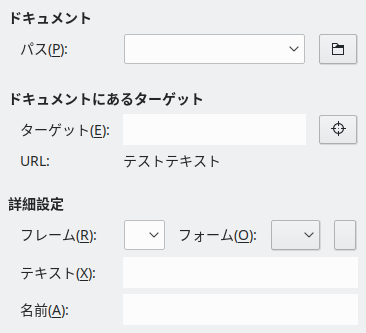 ドキュメント
パス(P):
ドキュメントにあるターゲット
ターゲット(E):
URL: テストテキスト
詳細設定
フレーム(R): フォーム(O):
テキスト(X):
名前(A):